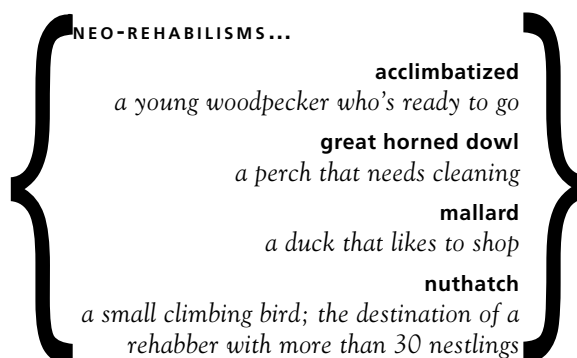 NEO-REHABILISMS...
acclimbatized
a young woodpecker who's ready to go
great horned dowl
a perch that needs cleaning
mallard
a duck that likes to shop
nuthatch
a small climbing bird; the destination of a
rehabber with more than 30 nestlings